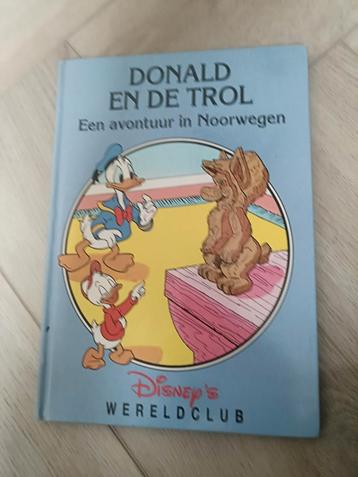 DONALD
EN DE TROL
Een avontuur in Noorwegen
Disney's
WERELDCLUB